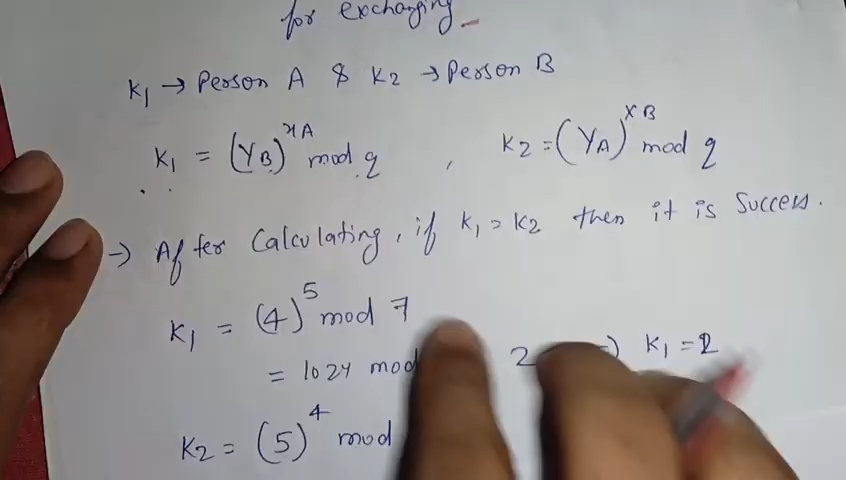 for exchanging
K1 → Person A & K2 → Person B
K1 = (YB)^xA mod q , K2 = (YA)^XB mod q
→ After Calculating, if K1 = K2 then it is Success.
K1 = (4)^5 mod 7
= 1024 mod 2 K1 = 2
K2 = (5)^4 mod